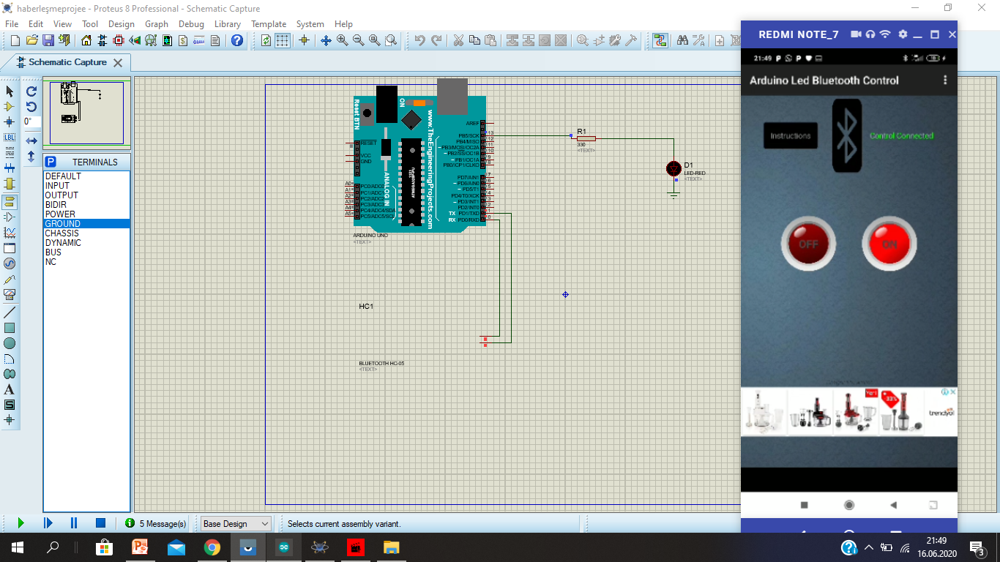 haberleşmeprojee - Proteus 8 Professional - Schematic Capture
File Edit View Tool Design Graph Debug Library Template System Help
Schematic Capture
0°
LBL
A
S
P TERMINALS
DEFAULT
INPUT
OUTPUT
BIDIR
POWER
GROUND
CHASSIS
DYNAMIC
BUS
NC
Reset BTN
ON
www.TheEngineeringProjects.com
ANALOG IN
RESET
VCC
GND
A0
A1
A2
A3
A4
A5
PC0/ADC0
PC1/ADC1
PC2/ADC2
PC3/ADC3
PC4/ADC4/SDA
PC5/ADC5/SCL
AREF
PB5/SCK 13
PB4/MISO 12
~PB3/MOSI/OC2A 11
~PB2/SS/OC1B 10
~PB1/OC1A 9
PB0/ICP1/CLKO 8
PD7/AIN1 7
~PD6/AIN0 6
~PD5/T1 5
PD4/T0/XCK 4
~PD3/INT1 3
PD2/INT0 2
TX PD1/TXD 1
RX PD0/RXD 0
ARDUINO UNO
<TEXT>
R1
330
<TEXT>
D1
LED-RED
<TEXT>
HC1
BLUETOOTH HC-05
<TEXT>
REDMI NOTE_7
21:49
Arduino Led Bluetooth Control
Instructions
Control Connected
OFF
ON
33%
trendyol
5 Message(s)
Base Design
Selects current assembly variant.
21:49
16.06.2020
3